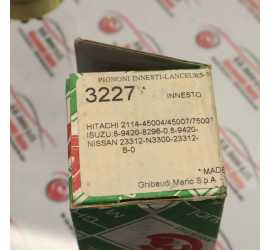 PIGNONI INNESTI-LANCEURS-
3227
INNESTO
HITACHI 2114-45004/45007/7500
ISUZU:8-9420-8296-0,8-9420-
NISSAN 23312-N3300-23312-
8-0
* MADE
Ghibaudi Mario S.p.A